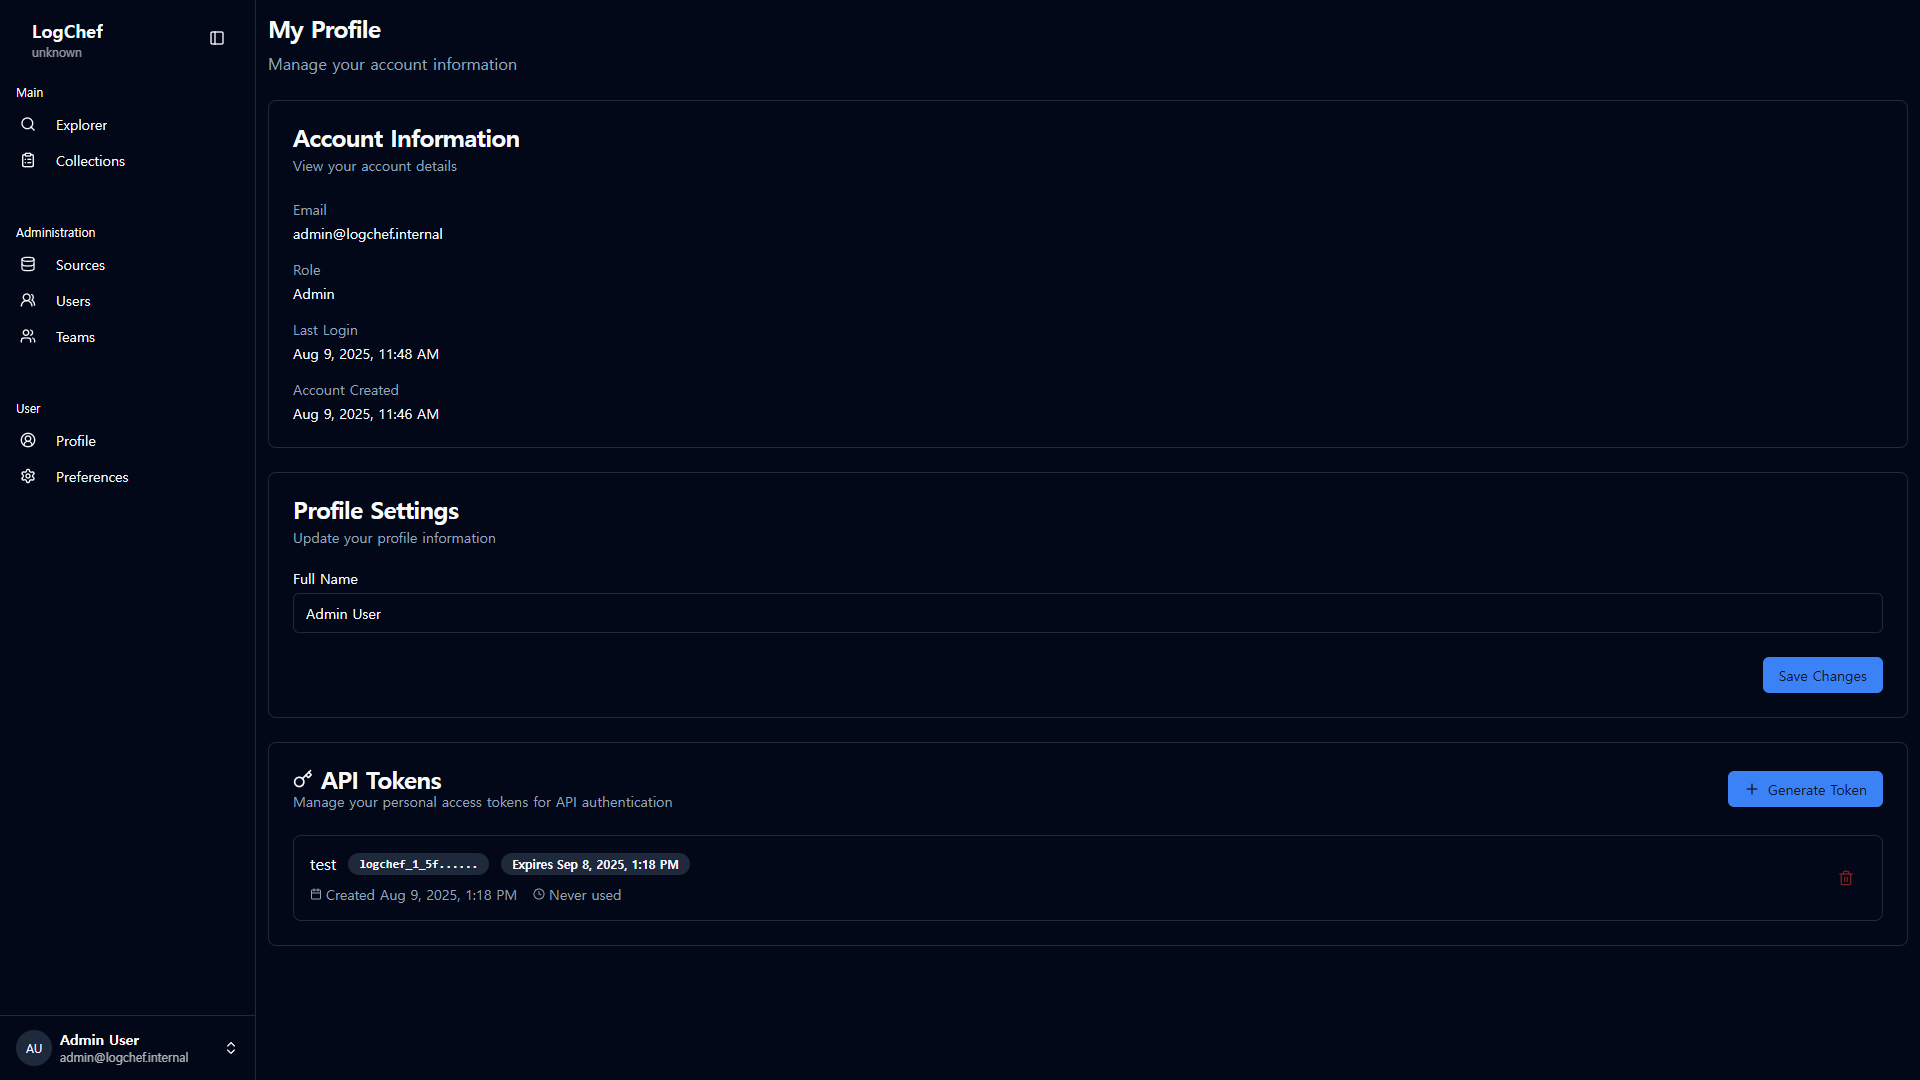 LogChef
unknown
Main
Explorer
Collections
Administration
Sources
Users
Teams
User
Profile
Preferences
AU
Admin User
admin@logchef.internal
My Profile
Manage your account information
Account Information
View your account details
Email
admin@logchef.internal
Role
Admin
Last Login
Aug 9, 2025, 11:48 AM
Account Created
Aug 9, 2025, 11:46 AM
Profile Settings
Update your profile information
Full Name
Admin User
Save Changes
API Tokens
Manage your personal access tokens for API authentication
Generate Token
test logchef_1_5f...... Expires Sep 8, 2025, 1:18 PM
Created Aug 9, 2025, 1:18 PM Never used